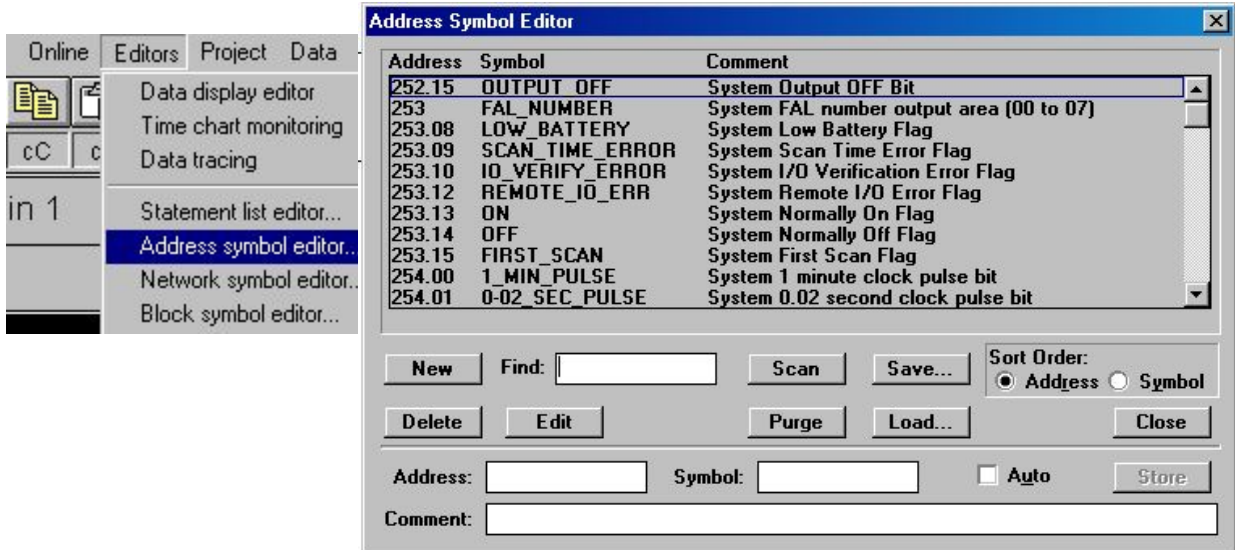 Online Editors Project Data
Data display editor
Time chart monitoring
cC
Data tracing
in 1
Statement list editor...
Address symbol editor...
Network symbol editor..
Block symbol editor...
Address Symbol Editor
Address Symbol Comment
252.15 OUTPUT_OFF System Output OFF Bit
253 FAL_NUMBER System FAL number output area (00 to 07)
253.08 LOW_BATTERY System Low Battery Flag
253.09 SCAN_TIME_ERROR System Scan Time Error Flag
253.10 IO_VERIFY_ERROR System I/O Verification Error Flag
253.12 REMOTE_IO_ERR System Remote I/O Error Flag
253.13 ON System Normally On Flag
253.14 OFF System Normally Off Flag
253.15 FIRST_SCAN System First Scan Flag
254.00 1_MIN_PULSE System 1 minute clock pulse bit
254.01 0-02_SEC_PULSE System 0.02 second clock pulse bit
New Find: Scan Save... Sort Order:
Address Symbol
Delete Edit Purge Load... Close
Address: Symbol: Auto Store
Comment: